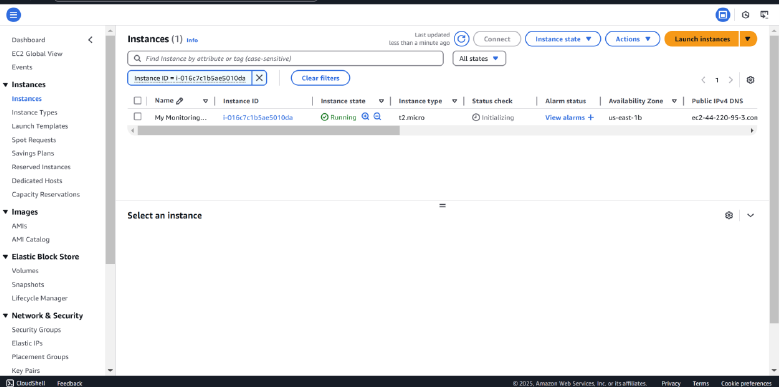 Dashboard
EC2 Global View
Events
Instances
Instances
Instance Types
Launch Templates
Spot Requests
Savings Plans
Reserved Instances
Dedicated Hosts
Capacity Reservations
Images
AMIs
AMI Catalog
Elastic Block Store
Volumes
Snapshots
Lifecycle Manager
Network & Security
Security Groups
Elastic IPs
Placement Groups
Key Pairs
Instances (1) Info
Last updated
less than a minute ago
Connect
Instance state
Actions
Launch instances
Find Instance by attribute or tag (case-sensitive)
All states
Instance ID = i-016c7c1b5ae5010da
Clear filters
1
Name Instance ID Instance state Instance type Status check Alarm status Availability Zone Public IPv4 DNS
My Monitoring... i-016c7c1b5ae5010da Running t2.micro Initializing View alarms + us-east-1b ec2-44-220-95-3.con
Select an instance
CloudShell Feedback © 2025, Amazon Web Services, Inc. or its affiliates. Privacy Terms Cookie preferences